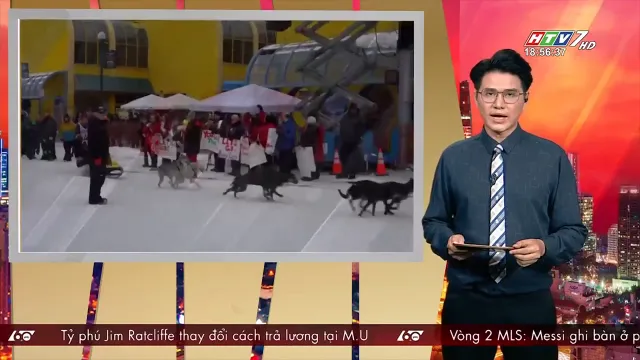 HTV7 HD
18:56:37
Tỷ phú Jim Ratcliffe thay đổi cách trả lương tại M.U
Vòng 2 MLS: Messi ghi bàn ở p